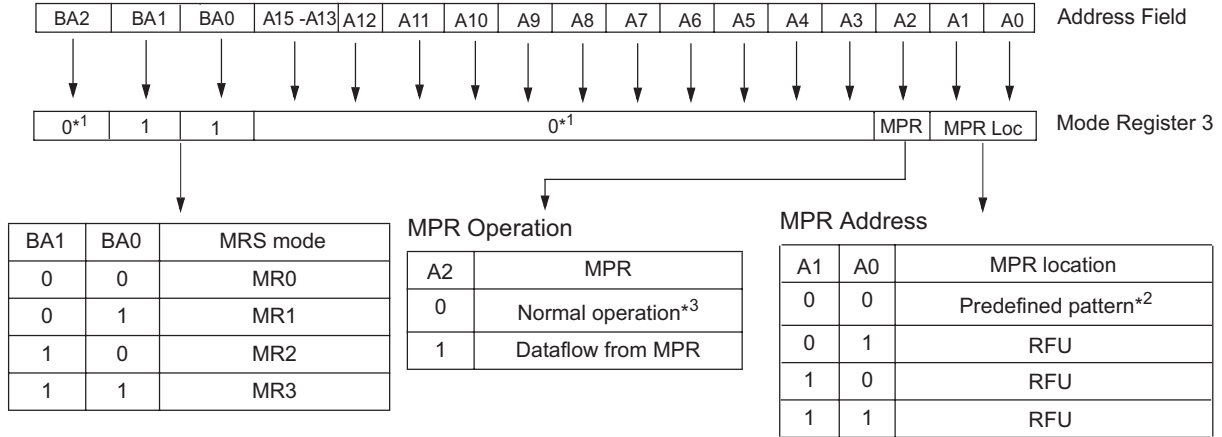 BA2 BA1 BA0 A15 -A13 A12 A11 A10 A9 A8 A7 A6 A5 A4 A3 A2 A1 A0 Address Field
0*1 1 1 0*1 MPR MPR Loc Mode Register 3
BA1 BA0 MRS mode
0 0 MR0
0 1 MR1
1 0 MR2
1 1 MR3
MPR Operation
A2 MPR
0 Normal operation*3
1 Dataflow from MPR
MPR Address
A1 A0 MPR location
0 0 Predefined pattern*2
0 1 RFU
1 0 RFU
1 1 RFU